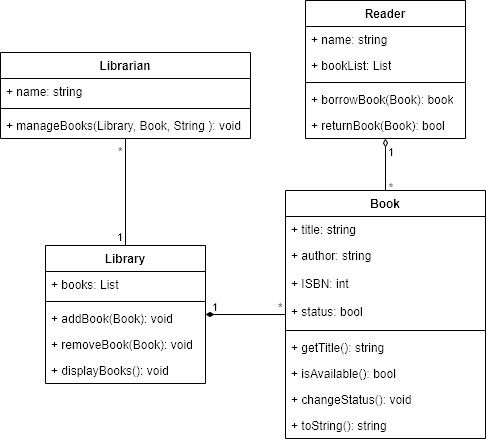 Reader
+ name: string
+ bookList: List
+ borrowBook(Book): book
+ returnBook(Book): bool
1
*
Librarian
+ name: string
+ manageBooks(Library, Book, String ): void
*
1
Library
+ books: List
+ addBook(Book): void
+ removeBook(Book): void
+ displayBooks(): void
1
*
Book
+ title: string
+ author: string
+ ISBN: int
+ status: bool
+ getTitle(): string
+ isAvailable(): bool
+ changeStatus(): void
+ toString(): string